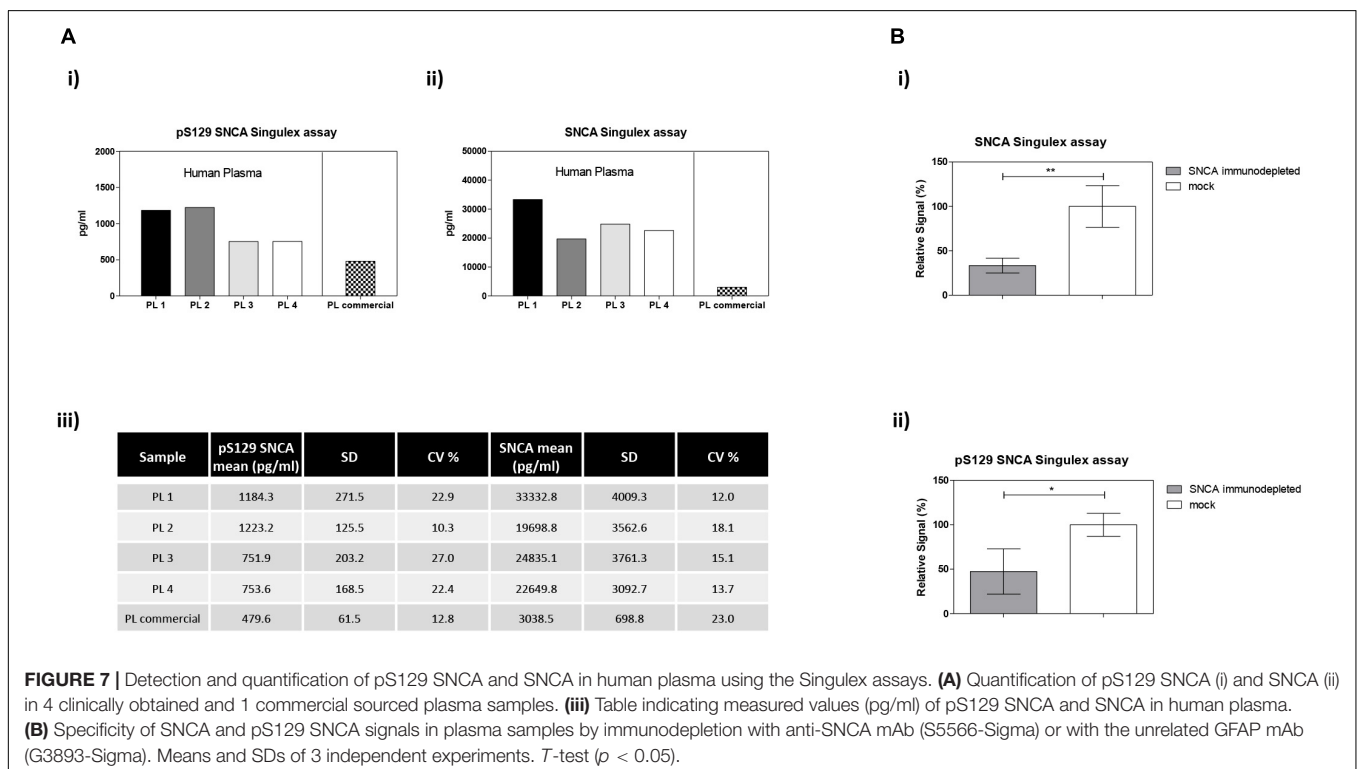 A
i)
pS129 SNCA Singulex assay
Human Plasma
pg/ml
2000
1500
1000
500
0
PL 1 PL 2 PL 3 PL 4 PL commercial
ii)
SNCA Singulex assay
Human Plasma
pg/ml
50000
40000
30000
20000
10000
0
PL 1 PL 2 PL 3 PL 4 PL commercial
iii)
Sample pS129 SNCA mean (pg/ml) SD CV % SNCA mean (pg/ml) SD CV %
PL 1 1184.3 271.5 22.9 33332.8 4009.3 12.0
PL 2 1223.2 125.5 10.3 19698.8 3562.6 18.1
PL 3 751.9 203.2 27.0 24835.1 3761.3 15.1
PL 4 753.6 168.5 22.4 22649.8 3092.7 13.7
PL commercial 479.6 61.5 12.8 3038.5 698.8 23.0
B
i)
SNCA Singulex assay
Relative Signal (%)
150
100
50
0
**
SNCA immunodepleted
mock
ii)
pS129 SNCA Singulex assay
Relative Signal (%)
150
100
50
0
*
SNCA immunodepleted
mock
FIGURE 7 | Detection and quantification of pS129 SNCA and SNCA in human plasma using the Singulex assays. (A) Quantification of pS129 SNCA (i) and SNCA (ii)
in 4 clinically obtained and 1 commercial sourced plasma samples. (iii) Table indicating measured values (pg/ml) of pS129 SNCA and SNCA in human plasma.
(B) Specificity of SNCA and pS129 SNCA signals in plasma samples by immunodepletion with anti-SNCA mAb (S5566-Sigma) or with the unrelated GFAP mAb
(G3893-Sigma). Means and SDs of 3 independent experiments. T-test (p < 0.05).